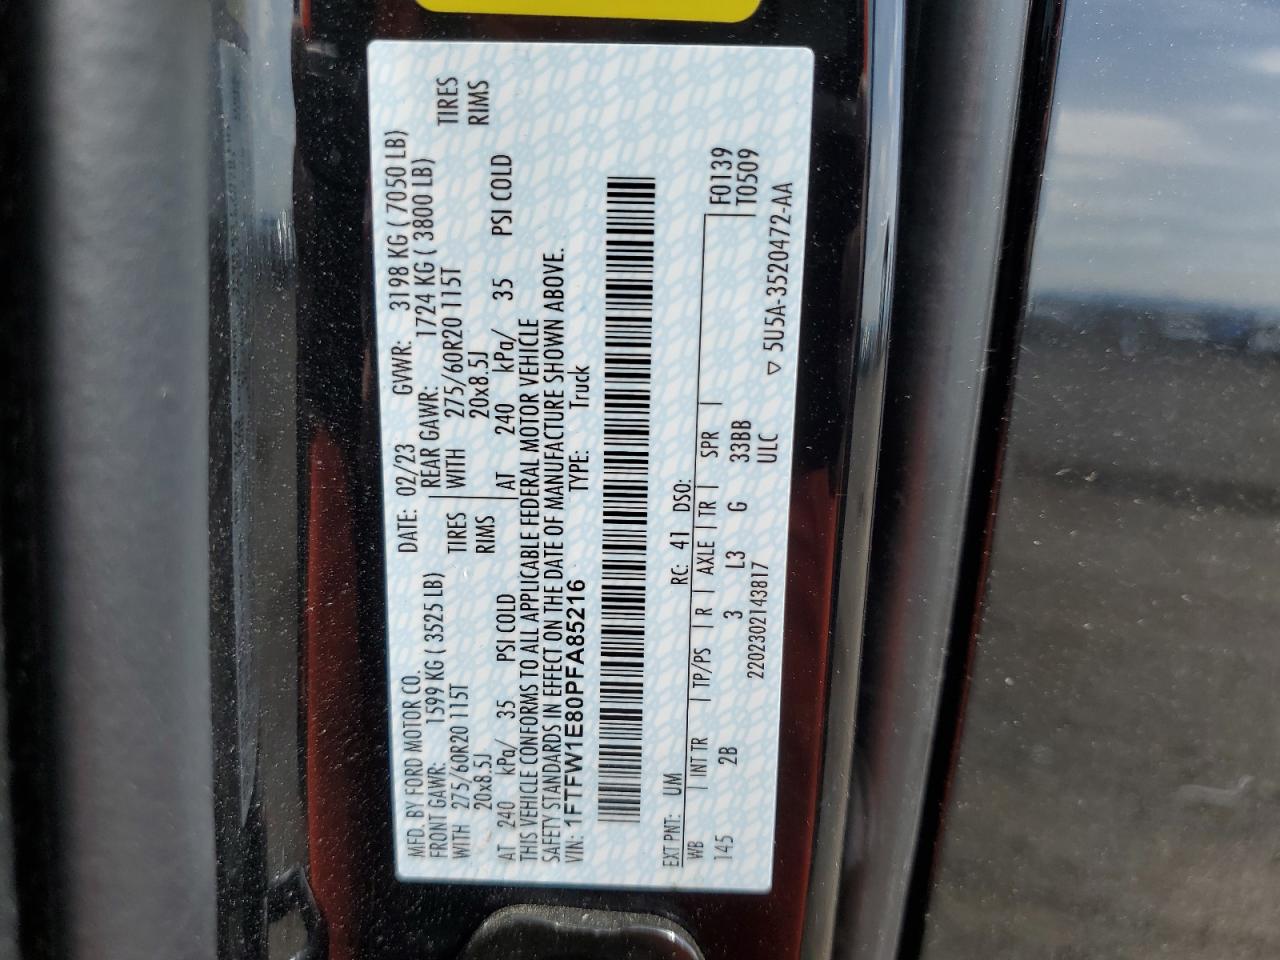 MFD. BY FORD MOTOR CO. DATE: 02/23 GVWR: 3198 KG ( 7050 LB)
FRONT GAWR: 1599 KG ( 3525 LB) REAR GAWR: 1724 KG ( 3800 LB)
WITH 275/60R20 115T TIRES WITH 275/60R20 115T TIRES
20x8.5J RIMS 20x8.5J RIMS
AT 240 kPa/ 35 PSI COLD AT 240 kPa/ 35 PSI COLD
THIS VEHICLE CONFORMS TO ALL APPLICABLE FEDERAL MOTOR VEHICLE
SAFETY STANDARDS IN EFFECT ON THE DATE OF MANUFACTURE SHOWN ABOVE.
VIN: 1FTFW1E80PFA85216 TYPE: Truck
EXT PNT: UM RC: 41 DSO:
WB INT TR TP/PS R AXLE TR SPR F0139
145 2B 3 L3 G 33BB T0509
2202302143817 ULC
▽ 5U5A-3520472-AA